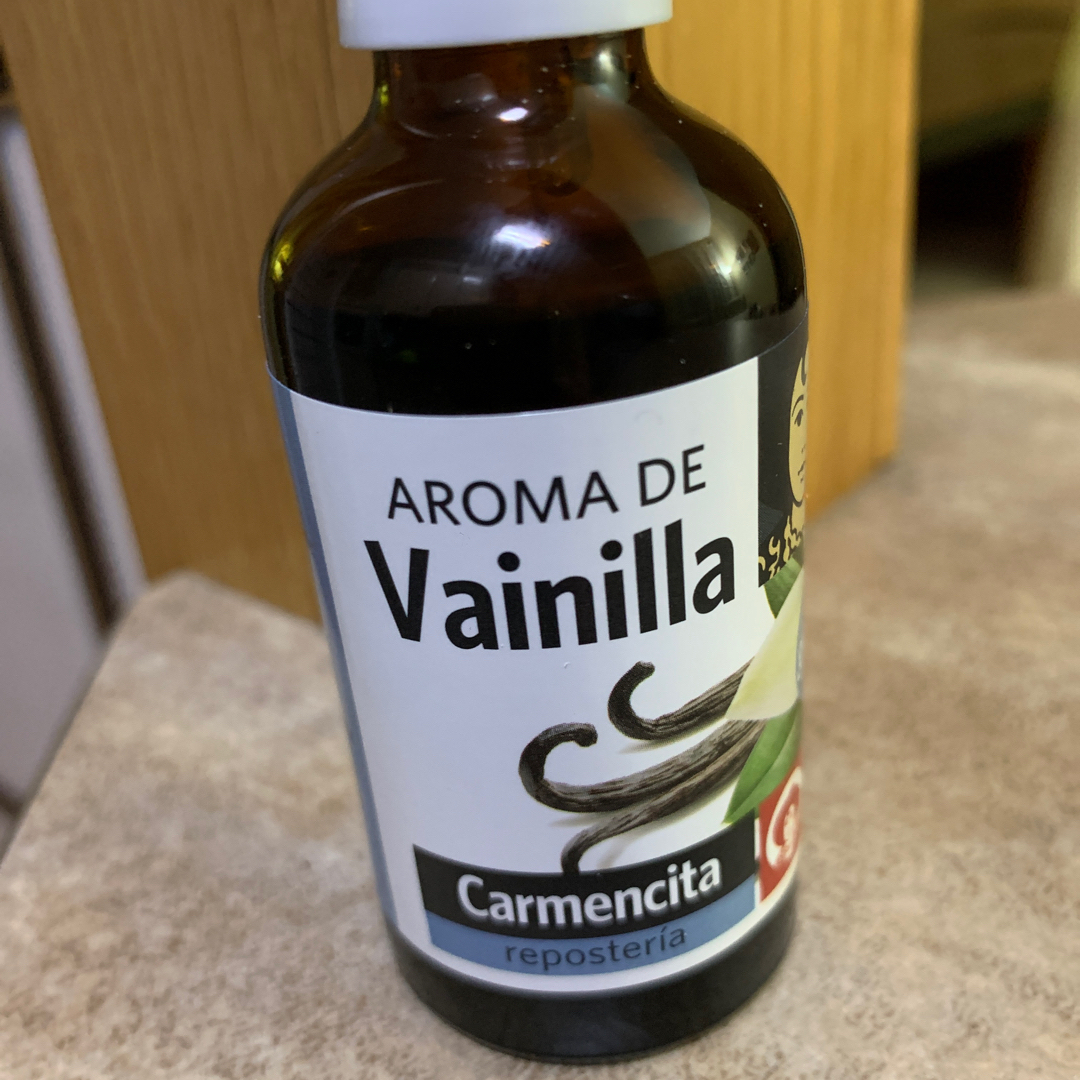 AROMA DE
Vainilla
Carmencita
repostería